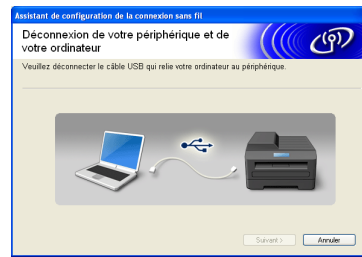 Assistant de configuration de la connexion sans fil
Déconnexion de votre périphérique et de
votre ordinateur
Veuillez déconnecter le câble USB qui relie votre ordinateur au périphérique.
Suivant >
Annuler